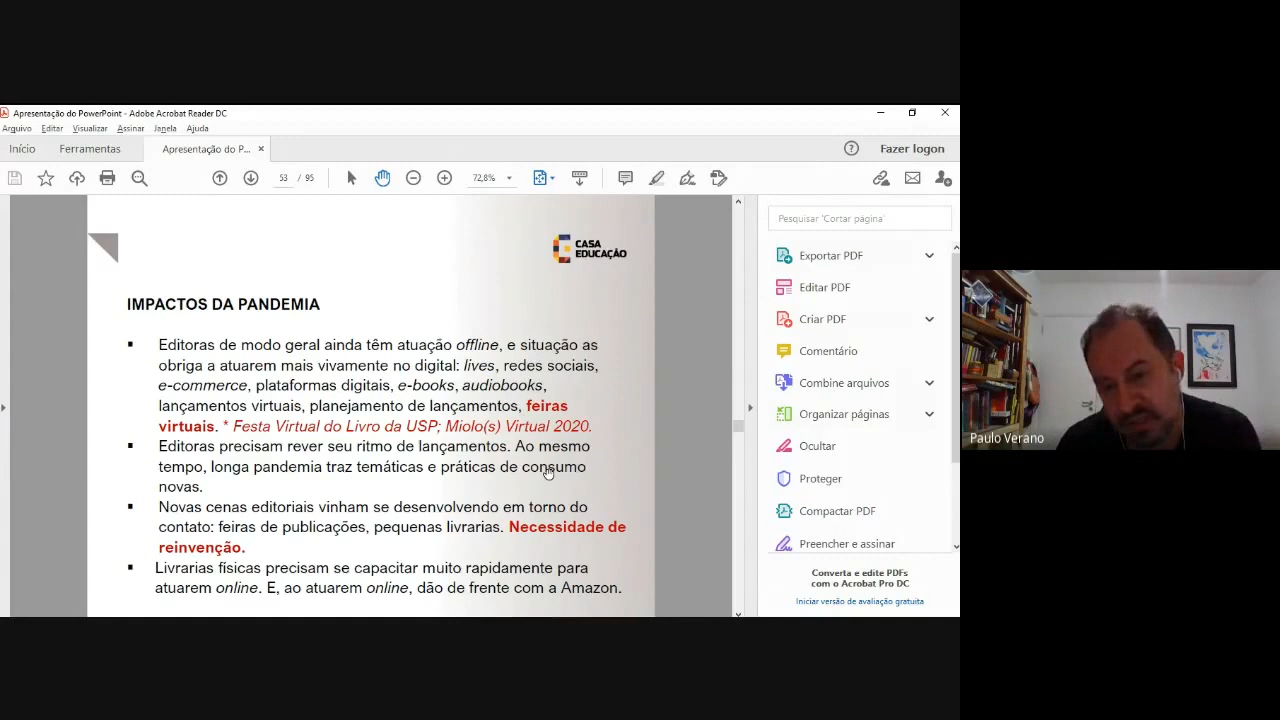 Apresentação do PowerPoint - Adobe Acrobat Reader DC
Arquivo Editar Visualizar Assinar Janela Ajuda
Início Ferramentas Apresentação do P... × Fazer logon
53 / 95 72,8%
CASA
EDUCAÇÃO
IMPACTOS DA PANDEMIA
▪ Editoras de modo geral ainda têm atuação offline, e situação as
obriga a atuarem mais vivamente no digital: lives, redes sociais,
e-commerce, plataformas digitais, e-books, audiobooks,
lançamentos virtuais, planejamento de lançamentos, feiras
virtuais. * Festa Virtual do Livro da USP; Miolo(s) Virtual 2020.
▪ Editoras precisam rever seu ritmo de lançamentos. Ao mesmo
tempo, longa pandemia traz temáticas e práticas de consumo
novas.
▪ Novas cenas editoriais vinham se desenvolvendo em torno do
contato: feiras de publicações, pequenas livrarias. Necessidade de
reinvenção.
▪ Livrarias físicas precisam se capacitar muito rapidamente para
atuarem online. E, ao atuarem online, dão de frente com a Amazon.
Pesquisar 'Cortar página'
Exportar PDF
Editar PDF
Criar PDF
Comentário
Combine arquivos
Organizar páginas
Ocultar
Proteger
Compactar PDF
Preencher e assinar
Converta e edite PDFs
com o Acrobat Pro DC
Iniciar versão de avaliação gratuita
Paulo Verano